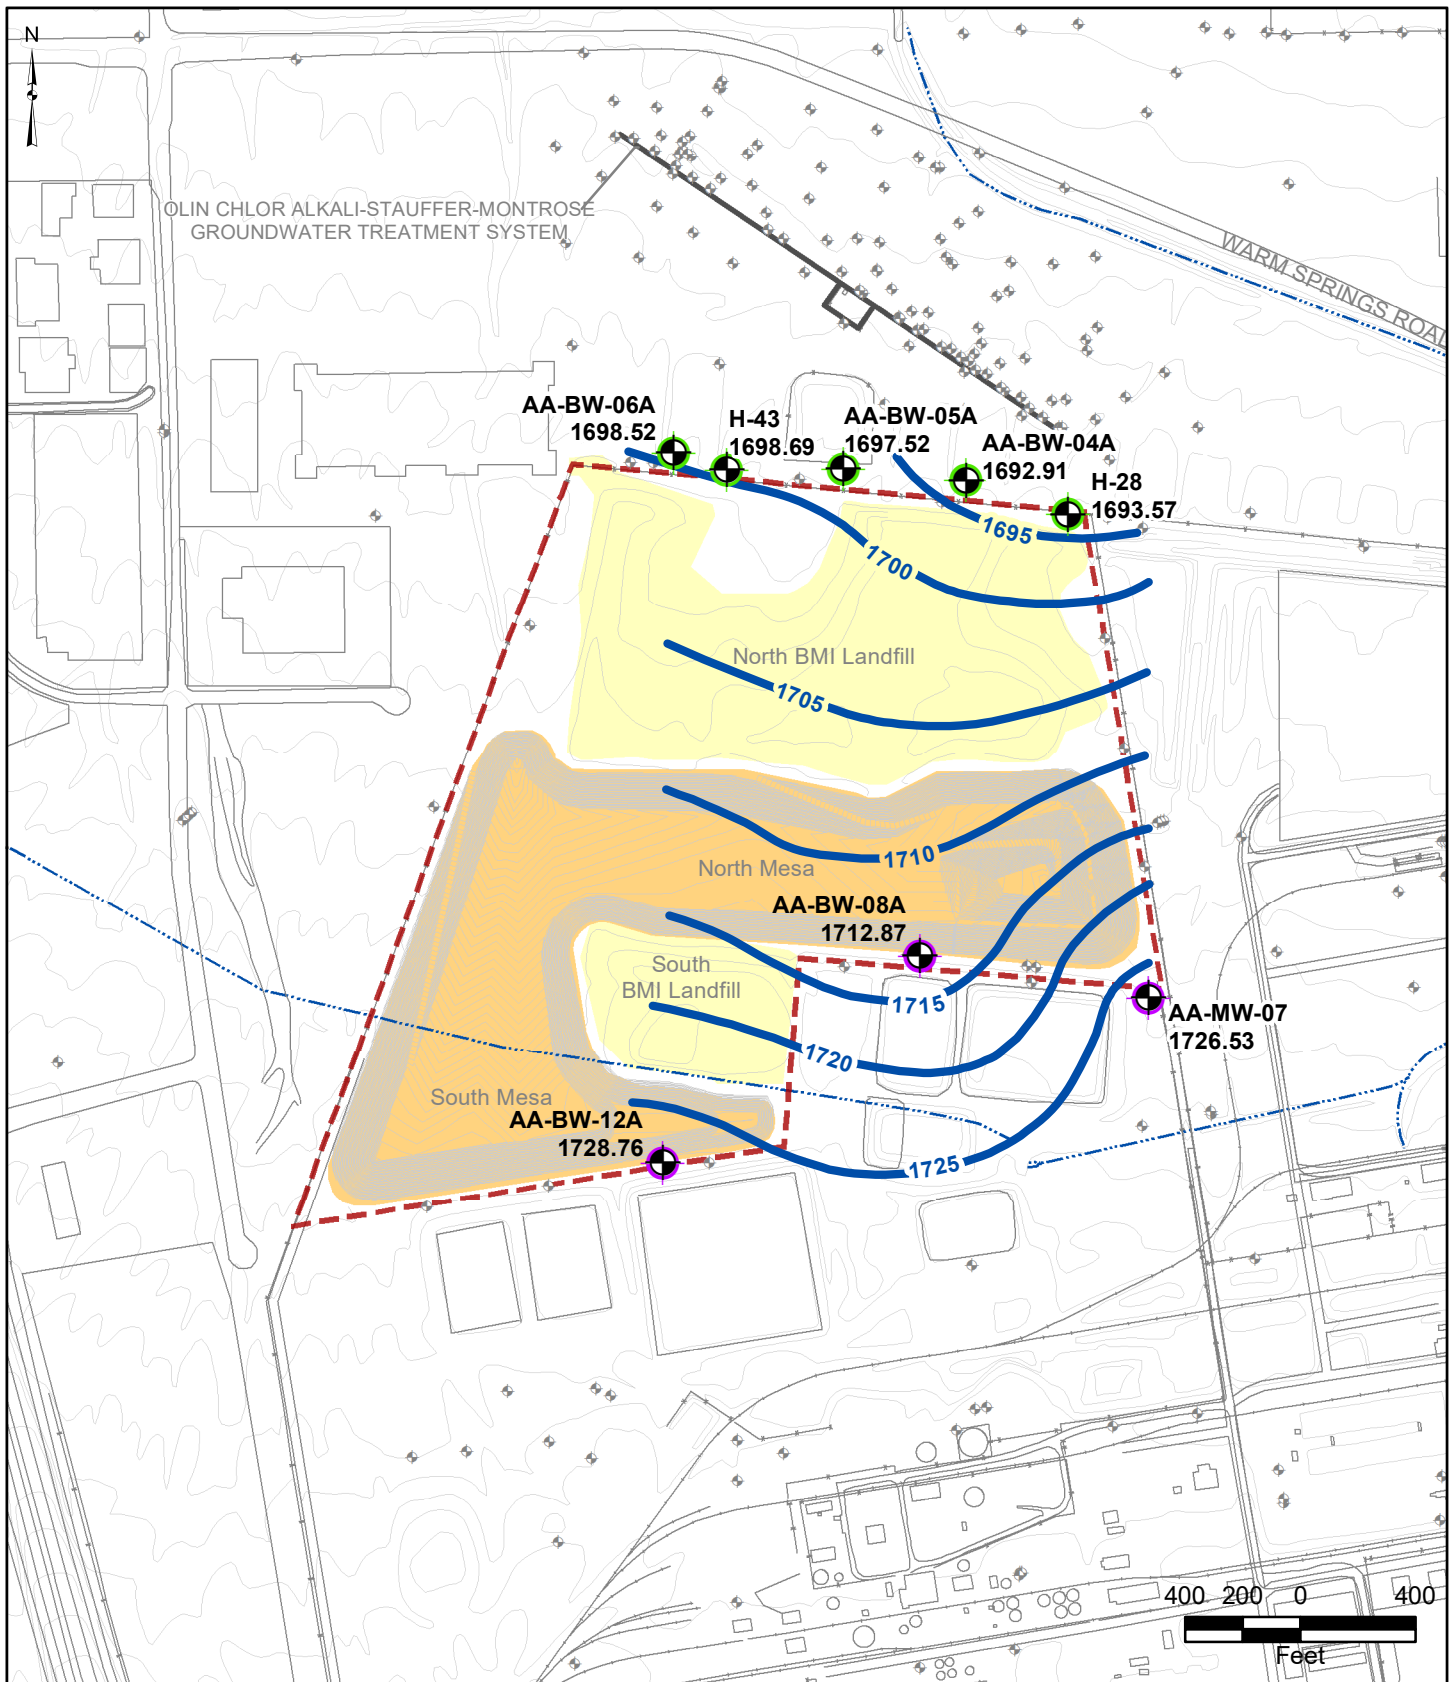 N
OLIN CHLOR ALKALI-STAUFFER-MONTROSE
GROUNDWATER TREATMENT SYSTEM
WARM SPRINGS ROAD
AA-BW-06A
1698.52
H-43
1698.69
AA-BW-05A
1697.52
AA-BW-04A
1692.91
H-28
1693.57
1695
1700
North BMI Landfill
1705
1710
North Mesa
AA-BW-08A
1712.87
South
BMI Landfill
1715
AA-MW-07
1726.53
1720
South Mesa
AA-BW-12A
1728.76
1725
400 200 0 400
Feet